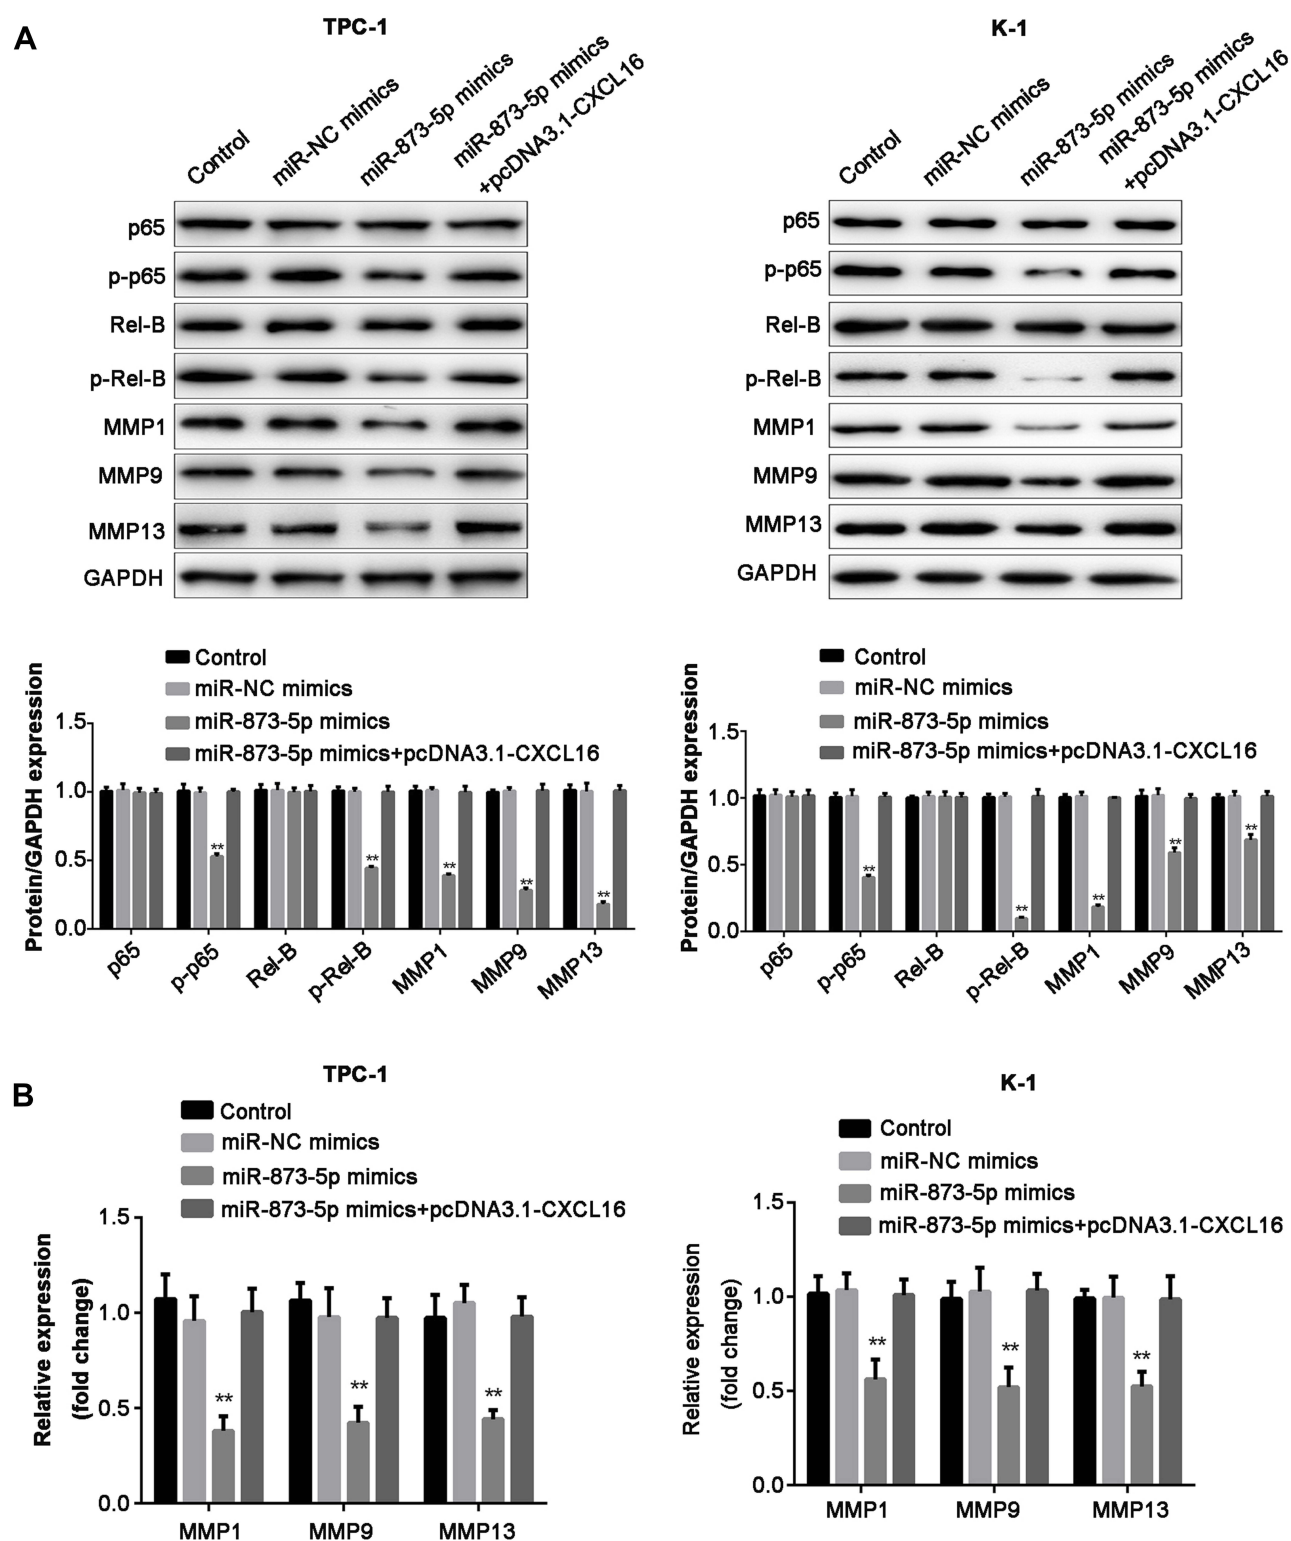 A
TPC-1
K-1
Control
miR-NC mimics
miR-873-5p mimics
miR-873-5p mimics
+pcDNA3.1-CXCL16
Control
miR-NC mimics
miR-873-5p mimics
miR-873-5p mimics
+pcDNA3.1-CXCL16
p65
p-p65
Rel-B
p-Rel-B
MMP1
MMP9
MMP13
GAPDH
p65
p-p65
Rel-B
p-Rel-B
MMP1
MMP9
MMP13
GAPDH
Control
miR-NC mimics
miR-873-5p mimics
miR-873-5p mimics+pcDNA3.1-CXCL16
Protein/GAPDH expression
1.5
1.0
0.5
0.0
**
**
**
**
**
p65
p-p65
Rel-B
p-Rel-B
MMP1
MMP9
MMP13
Control
miR-NC mimics
miR-873-5p mimics
miR-873-5p mimics+pcDNA3.1-CXCL16
Protein/GAPDH expression
1.5
1.0
0.5
0.0
**
**
**
**
**
p65
p-p65
Rel-B
p-Rel-B
MMP1
MMP9
MMP13
B
TPC-1
Control
miR-NC mimics
miR-873-5p mimics
miR-873-5p mimics+pcDNA3.1-CXCL16
Relative expression
(fold change)
1.5
1.0
0.5
0.0
**
**
**
MMP1
MMP9
MMP13
K-1
Control
miR-NC mimics
miR-873-5p mimics
miR-873-5p mimics+pcDNA3.1-CXCL16
Relative expression
(fold change)
1.5
1.0
0.5
0.0
**
**
**
MMP1
MMP9
MMP13